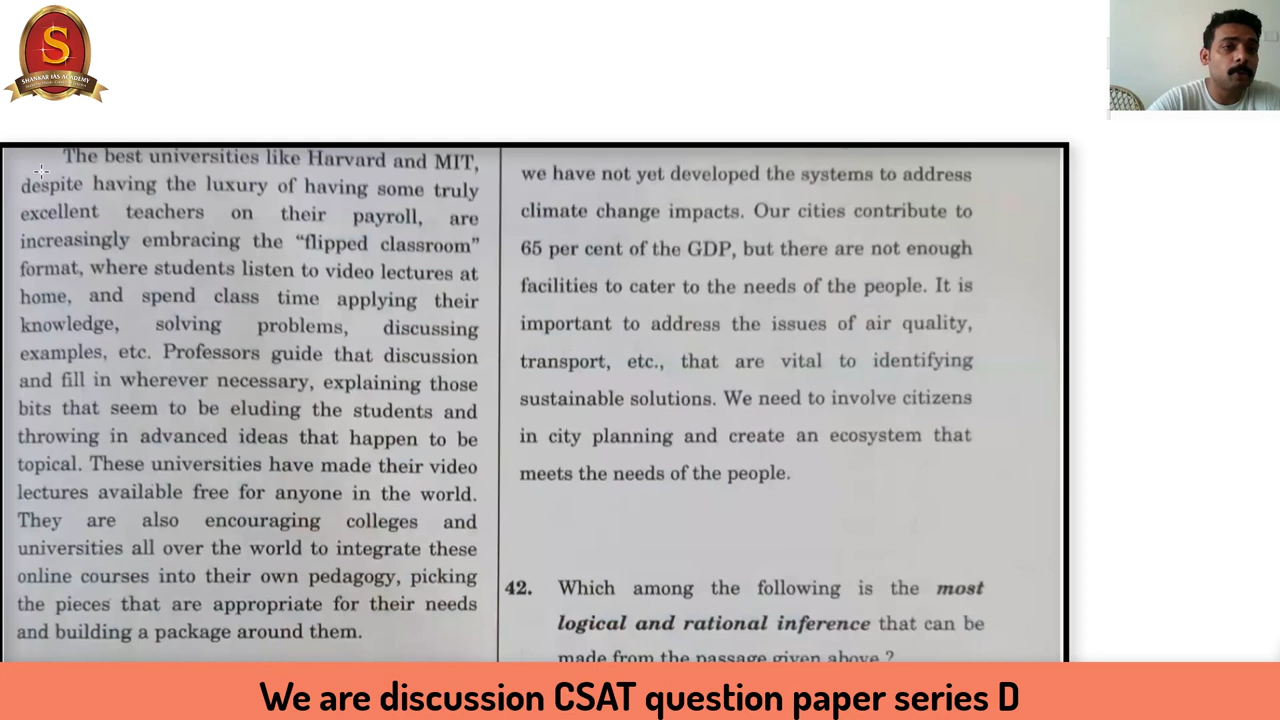 S
SHANKAR IAS ACADEMY
The best universities like Harvard and MIT,
despite having the luxury of having some truly
excellent teachers on their payroll, are
increasingly embracing the “flipped classroom”
format, where students listen to video lectures at
home, and spend class time applying their
knowledge, solving problems, discussing
examples, etc. Professors guide that discussion
and fill in wherever necessary, explaining those
bits that seem to be eluding the students and
throwing in advanced ideas that happen to be
topical. These universities have made their video
lectures available free for anyone in the world.
They are also encouraging colleges and
universities all over the world to integrate these
online courses into their own pedagogy, picking
the pieces that are appropriate for their needs
and building a package around them.
we have not yet developed the systems to address
climate change impacts. Our cities contribute to
65 per cent of the GDP, but there are not enough
facilities to cater to the needs of the people. It is
important to address the issues of air quality,
transport, etc., that are vital to identifying
sustainable solutions. We need to involve citizens
in city planning and create an ecosystem that
meets the needs of the people.
42. Which among the following is the most
logical and rational inference that can be
made from the passage given above ?
We are discussion CSAT question paper series D